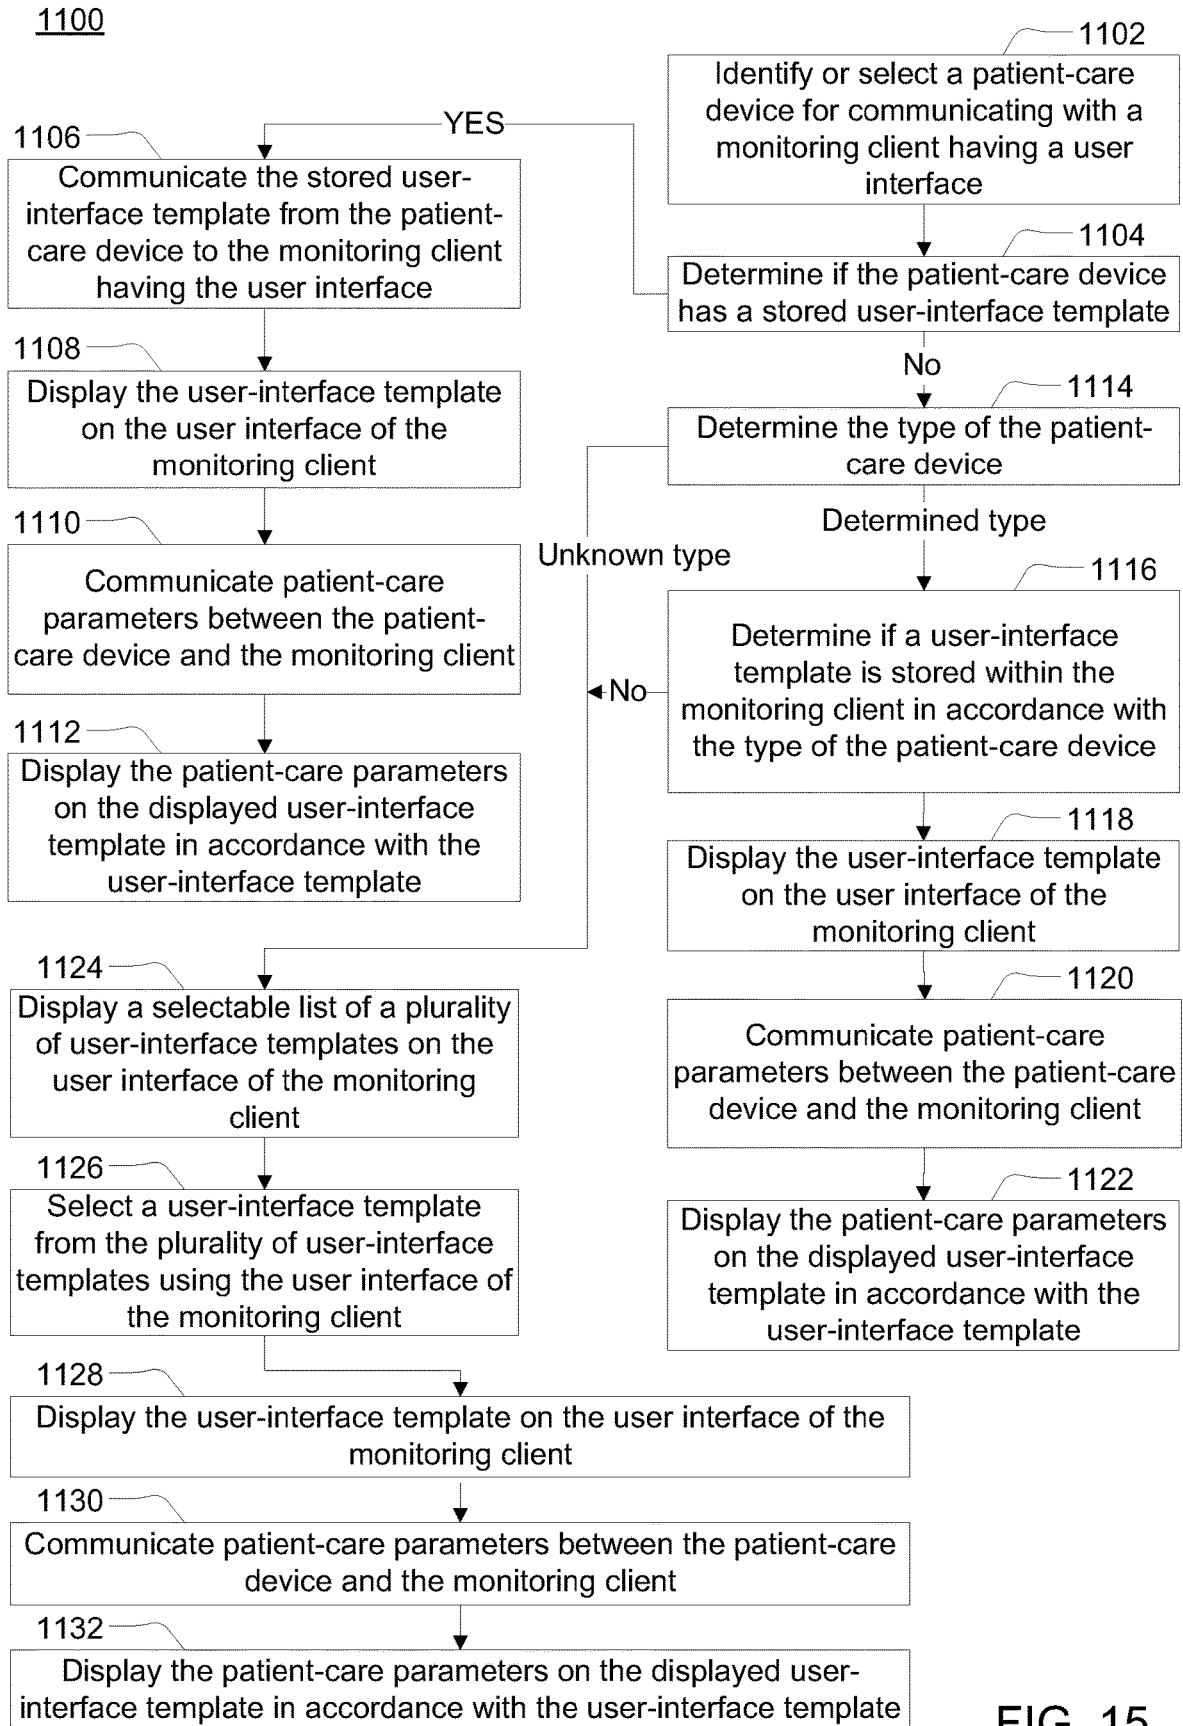 1100
1102
Identify or select a patient-care
device for communicating with a
monitoring client having a user
interface
1104
Determine if the patient-care device
has a stored user-interface template
YES
1106
Communicate the stored user-
interface template from the
patient-
care device to the monitoring client
having the user interface
1108
Display the user-interface template
on the user interface of the
monitoring client
1110
Communicate patient-care
parameters between the patient-
care device and the monitoring client
1112
Display the patient-care parameters
on the displayed user-interface
template in accordance with the
user-interface template
No
1114
Determine the type of the patient-
care device
Determined type
Unknown type
1116
Determine if a user-interface
template is stored within the
monitoring client in accordance with
the type of the patient-care device
No
1118
Display the user-interface template
on the user interface of the
monitoring client
1120
Communicate patient-care
parameters between the patient-care
device and the monitoring client
1122
Display the patient-care parameters
on the displayed user-interface
template in accordance with the
user-interface template
1124
Display a selectable list of a plurality
of user-interface templates on the
user interface of the monitoring
client
1126
Select a user-interface template
from the plurality of user-interface
templates using the user interface of
the monitoring client
1128
Display the user-interface template on the user interface of the
monitoring client
1130
Communicate patient-care parameters between the patient-care
device and the monitoring client
1132
Display the patient-care parameters on the displayed user-
interface template in accordance with the user-interface template
FIG. 15